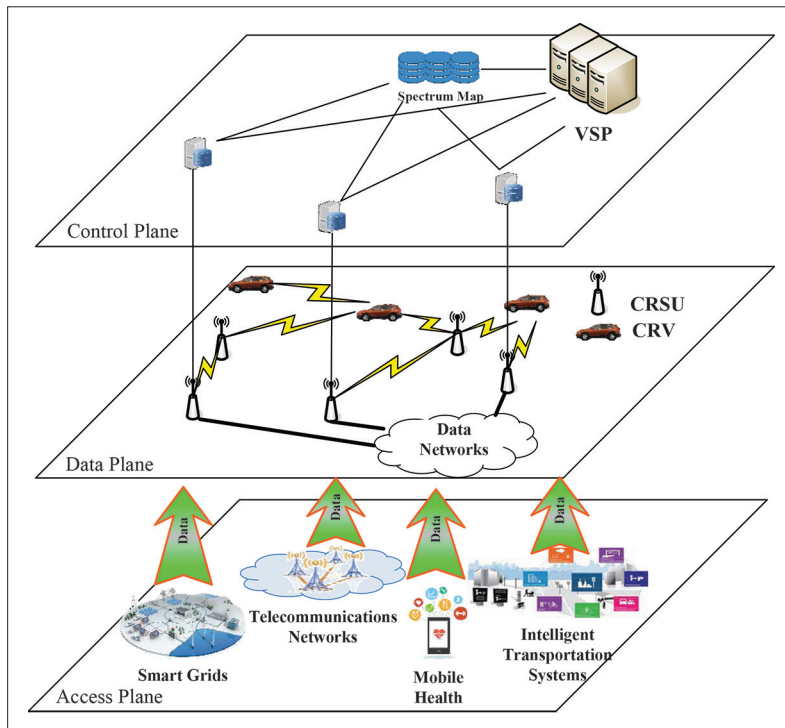 Spectrum Map
VSP
Control Plane
CRSU
CRV
Data
Networks
Data Plane
Data
Data
Data
Data
Telecommunications
Networks
Smart Grids
Mobile
Health
Intelligent
Transportation
Systems
Access Plane